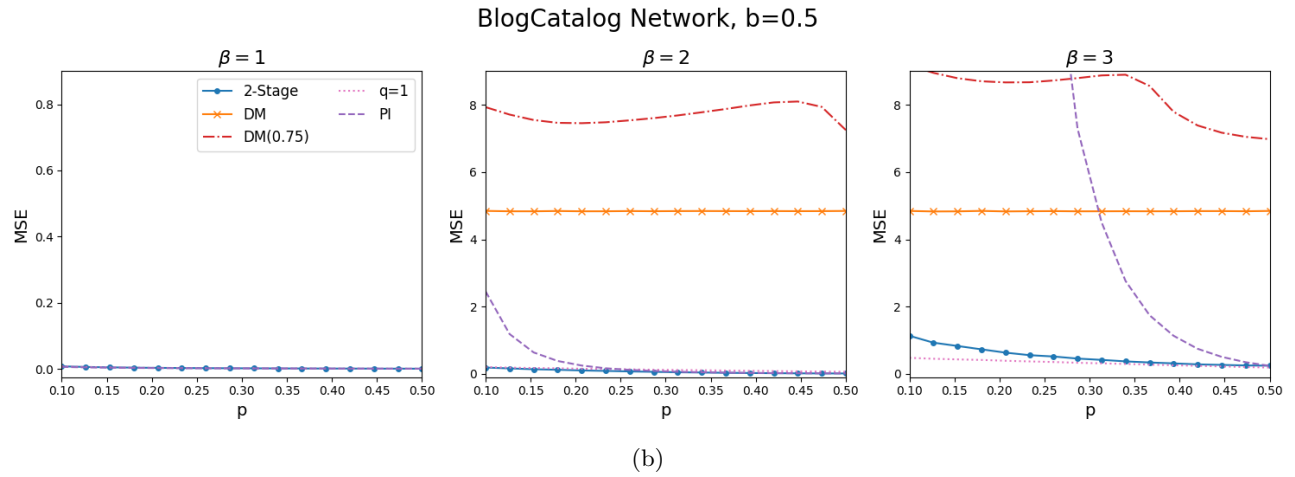 BlogCatalog Network, b=0.5
β = 1
MSE
0.8
0.6
0.4
0.2
0.0
0.10 0.15 0.20 0.25 0.30 0.35 0.40 0.45 0.50
p
2-Stage
DM
DM(0.75)
q=1
PI
β = 2
MSE
8
6
4
2
0
0.10 0.15 0.20 0.25 0.30 0.35 0.40 0.45 0.50
p
β = 3
MSE
8
6
4
2
0
0.10 0.15 0.20 0.25 0.30 0.35 0.40 0.45 0.50
p
(b)